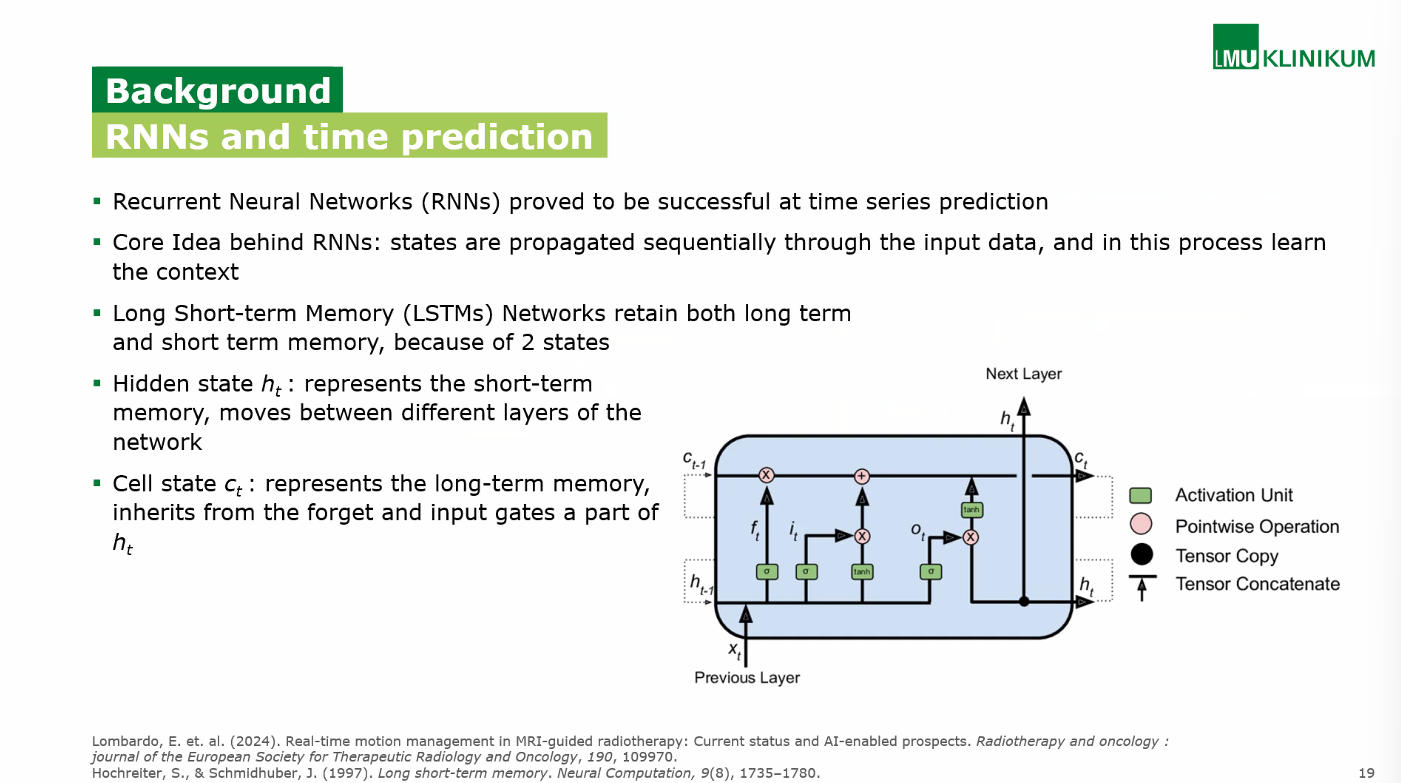 LMU KLINIKUM
Background
RNNs and time prediction
▪ Recurrent Neural Networks (RNNs) proved to be successful at time series prediction
▪ Core Idea behind RNNs: states are propagated sequentially through the input data, and in this process learn
the context
▪ Long Short-term Memory (LSTMs) Networks retain both long term
and short term memory, because of 2 states
▪ Hidden state h_t : represents the short-term
memory, moves between different layers of the
network
▪ Cell state c_t : represents the long-term memory,
inherits from the forget and input gates a part of
h_t
Next Layer
h_t
c_t-1
c_t
x
+
tanh
f_t
i_t
x
o_t
x
σ
σ
tanh
σ
h_t-1
h_t
x_t
Previous Layer
Activation Unit
Pointwise Operation
Tensor Copy
Tensor Concatenate
Lombardo, E. et. al. (2024). Real-time motion management in MRI-guided radiotherapy: Current status and AI-enabled prospects. Radiotherapy and oncology :
journal of the European Society for Therapeutic Radiology and Oncology, 190, 109970.
Hochreiter, S., & Schmidhuber, J. (1997). Long short-term memory. Neural Computation, 9(8), 1735–1780.
19